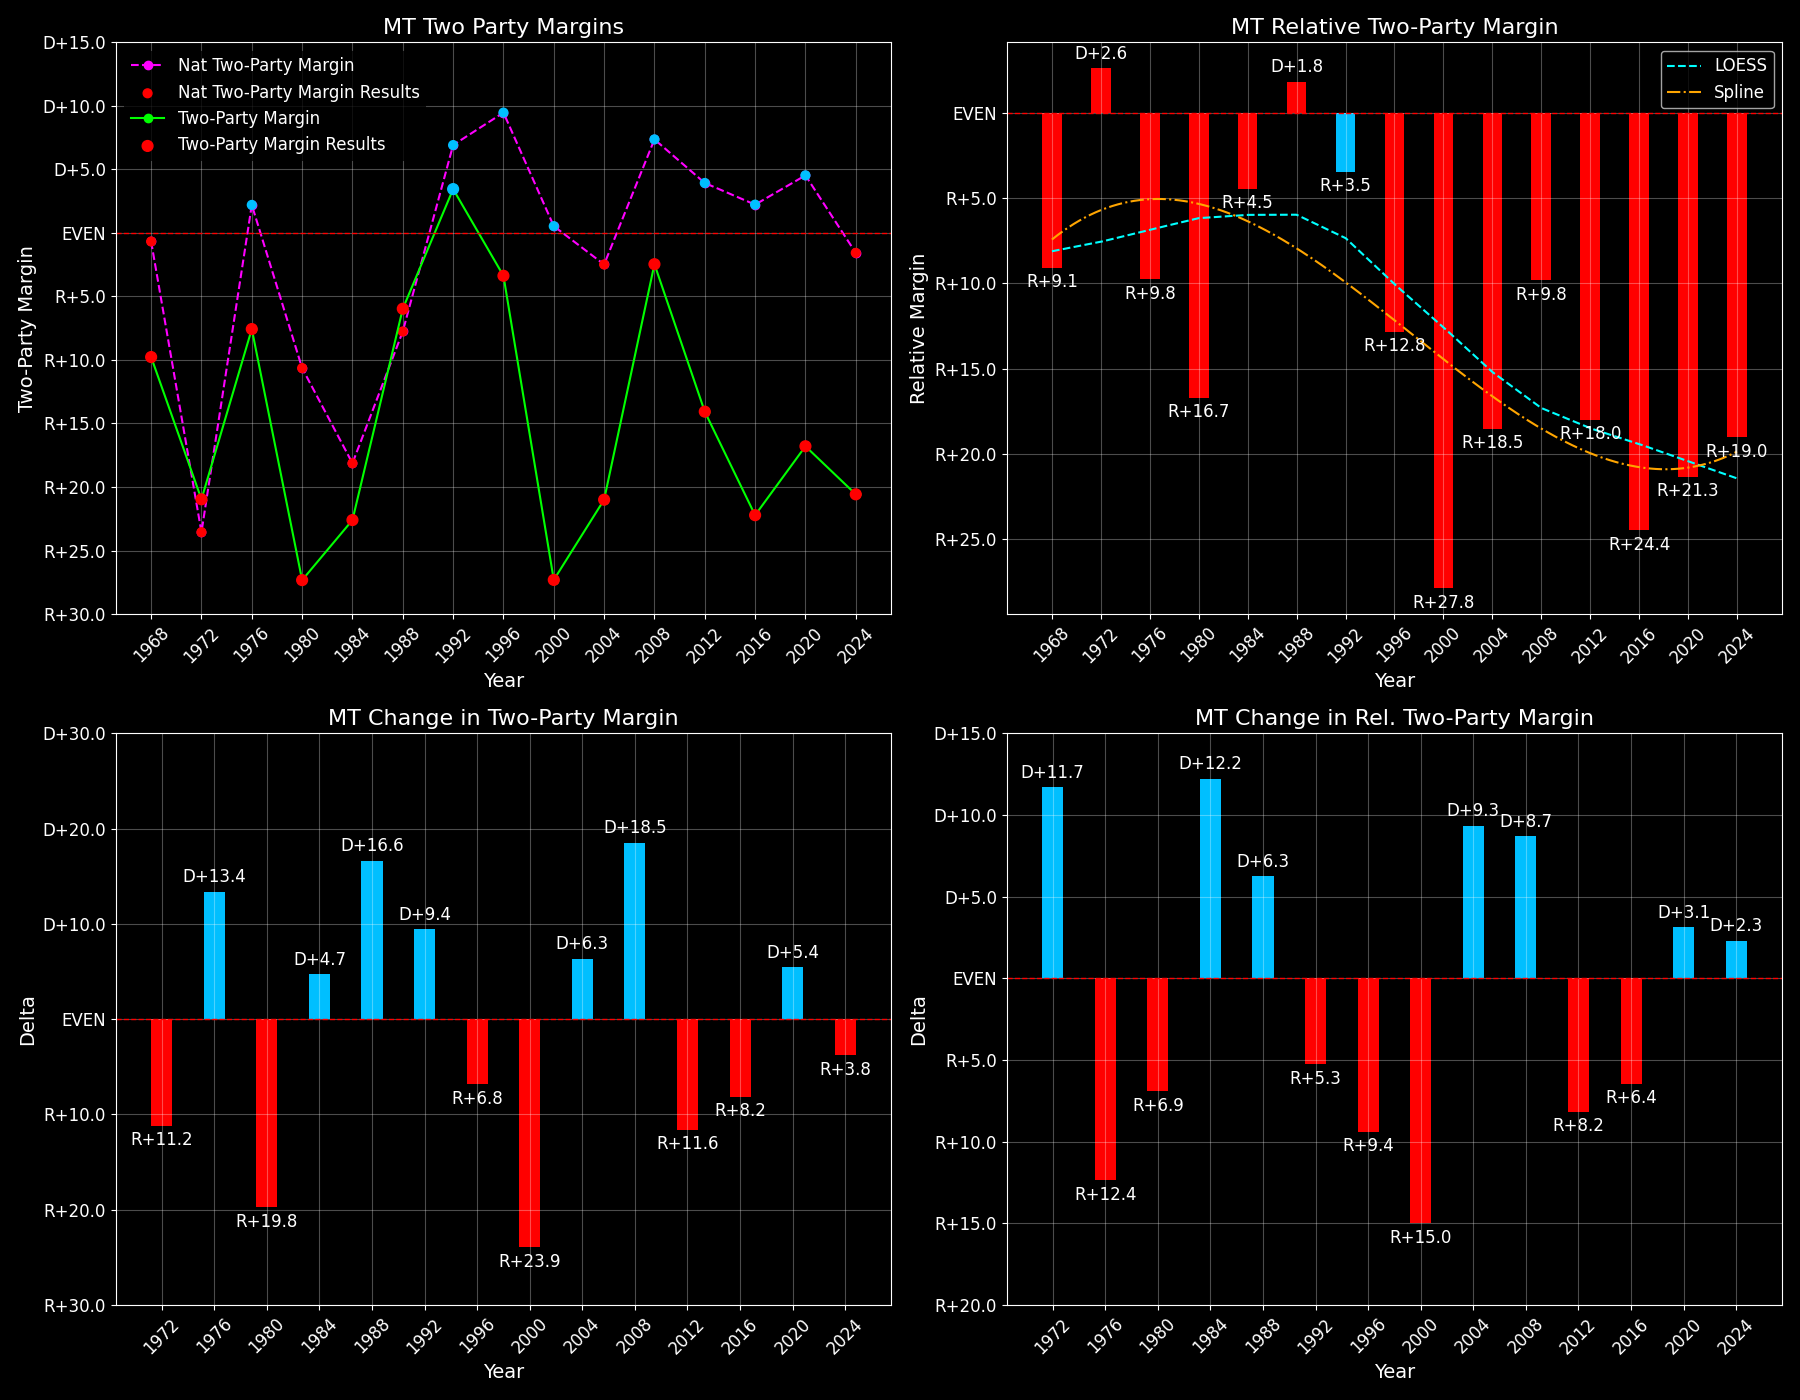 MT Two Party Margins
D+15.0
D+10.0
D+5.0
EVEN
R+5.0
R+10.0
R+15.0
R+20.0
R+25.0
R+30.0
Two-Party Margin
Nat Two-Party Margin
Nat Two-Party Margin Results
Two-Party Margin
Two-Party Margin Results
1968 1972 1976 1980 1984 1988 1992 1996 2000 2004 2008 2012 2016 2020 2024
Year
MT Relative Two-Party Margin
EVEN
R+5.0
R+10.0
R+15.0
R+20.0
R+25.0
Relative Margin
LOESS
Spline
R+9.1
D+2.6
R+9.8
R+16.7
R+4.5
D+1.8
R+3.5
R+12.8
R+27.8
R+18.5
R+9.8
R+18.0
R+24.4
R+21.3
R+19.0
1968 1972 1976 1980 1984 1988 1992 1996 2000 2004 2008 2012 2016 2020 2024
Year
MT Change in Two-Party Margin
D+30.0
D+20.0
D+10.0
EVEN
R+10.0
R+20.0
R+30.0
Delta
R+11.2
D+13.4
R+19.8
D+4.7
D+16.6
D+9.4
R+6.8
R+23.9
D+6.3
D+18.5
R+11.6
R+8.2
D+5.4
R+3.8
1972 1976 1980 1984 1988 1992 1996 2000 2004 2008 2012 2016 2020 2024
Year
MT Change in Rel. Two-Party Margin
D+15.0
D+10.0
D+5.0
EVEN
R+5.0
R+10.0
R+15.0
R+20.0
Delta
D+11.7
R+12.4
R+6.9
D+12.2
D+6.3
R+5.3
R+9.4
R+15.0
D+9.3
D+8.7
R+8.2
R+6.4
D+3.1
D+2.3
1972 1976 1980 1984 1988 1992 1996 2000 2004 2008 2012 2016 2020 2024
Year